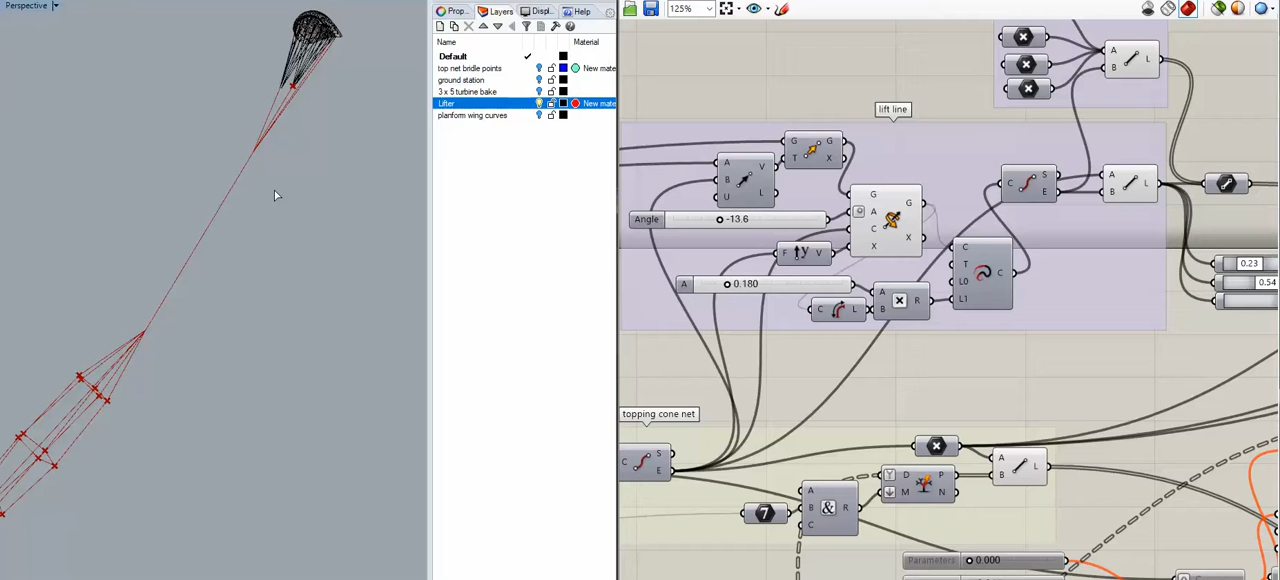 Perspective
Prop...
Layers
Displ...
Help
125%
Name
Material
Default
top net bridle points
New mate
ground station
3 x 5 turbine bake
Lifter
New mate
planform wing curves
A
B
L
lift line
G
T
G
X
A
B
U
V
L
Angle
-13.6
G
A
C
X
G
X
F
y
V
A
0.180
C
L
A
B
R
C
T
L0
L1
C
C
S
E
A
B
L
0.23
0.54
topping cone net
C
S
E
A
B
L
D
M
P
N
7
A
B
C
&
R
Parameters
0.000